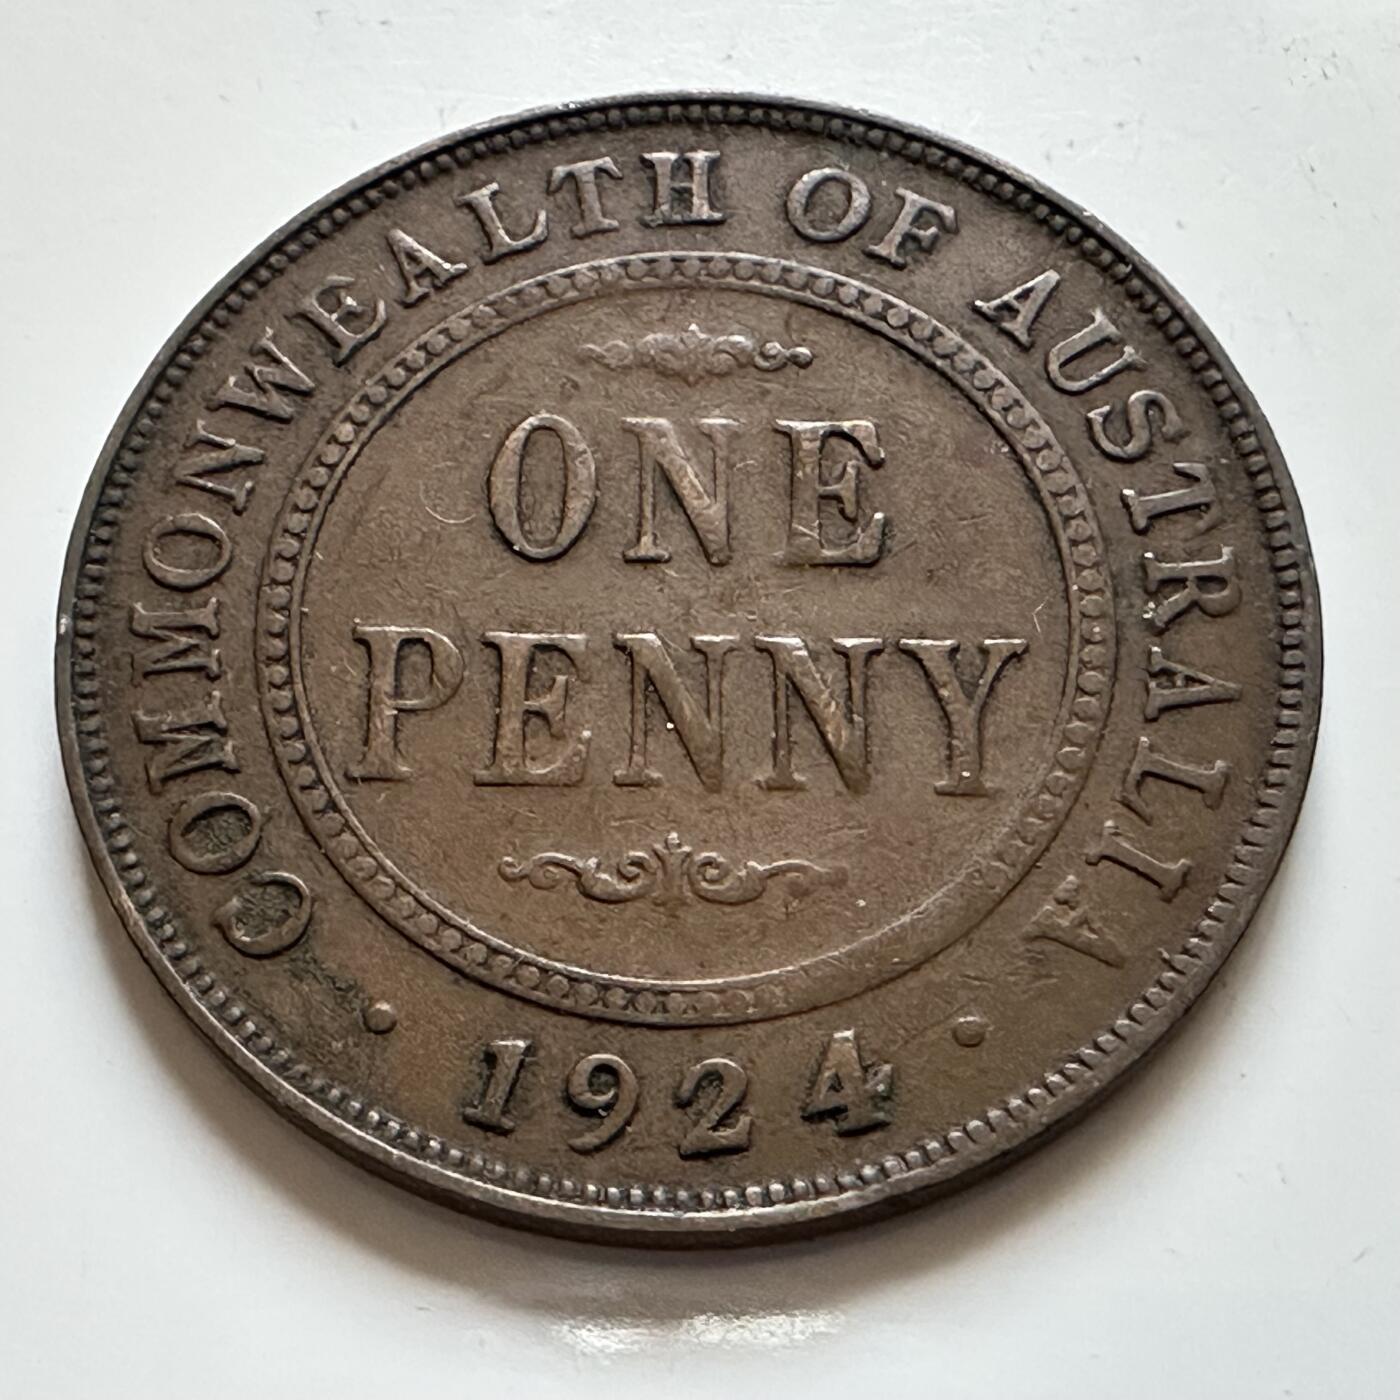 COMMONWEALTH OF AUSTRALIA
ONE
PENNY
· 1924 ·